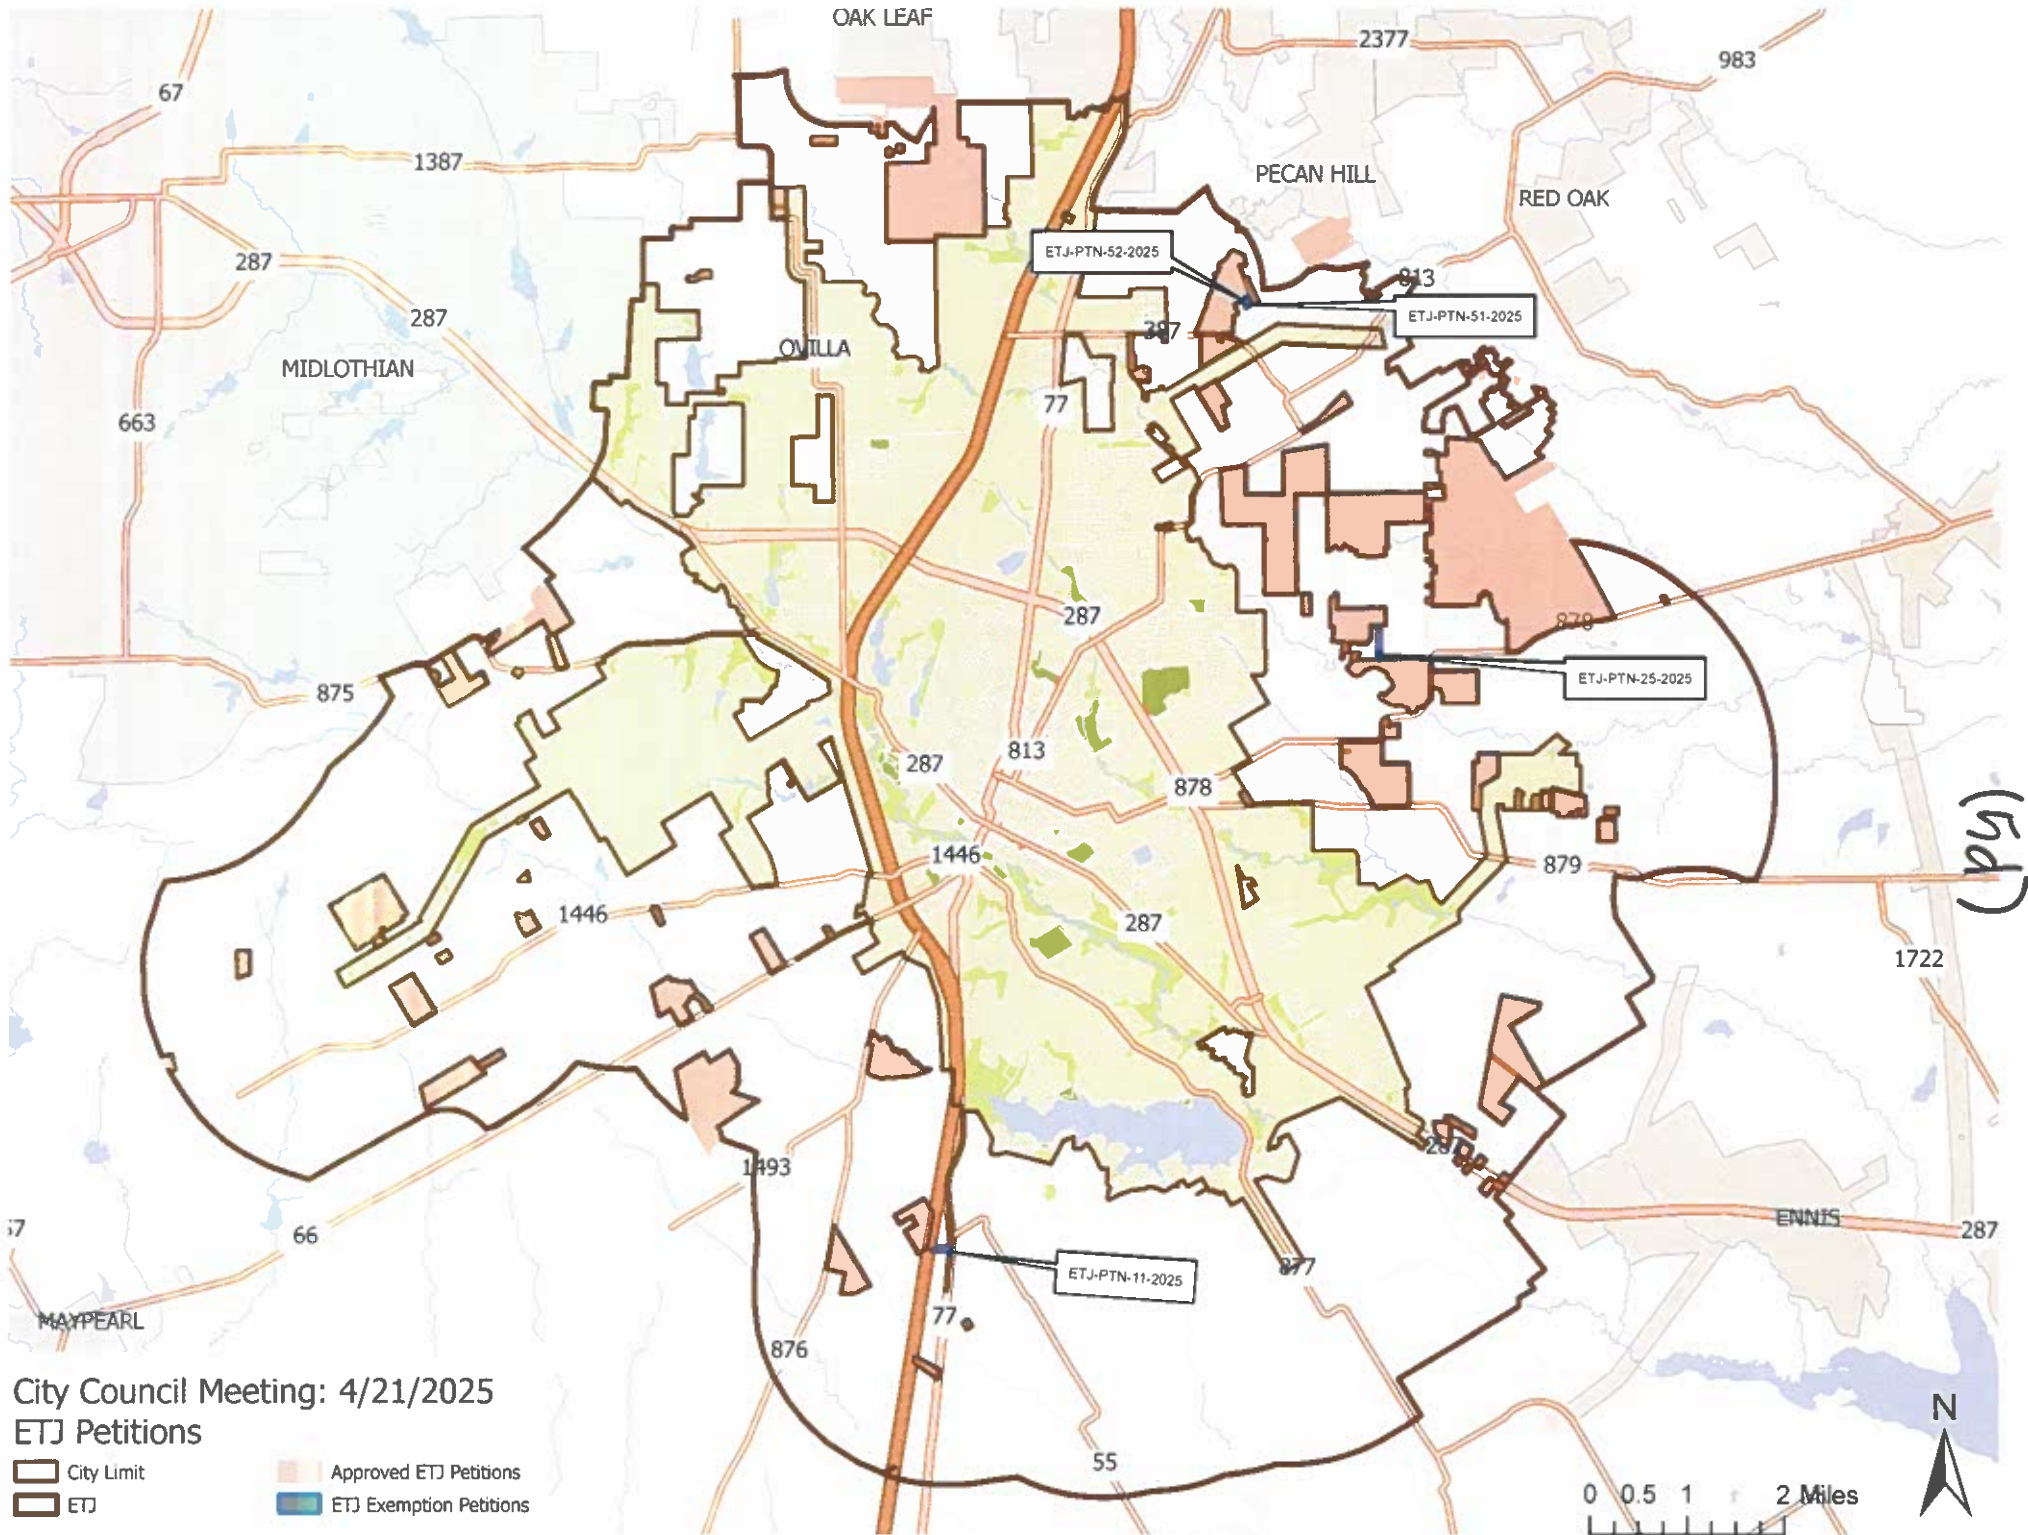 OAK LEAF
2377
983
67
1387
PECAN HILL
RED OAK
ETJ-PTN-52-2025
287
813
ETJ-PTN-51-2025
287
387
OVILLA
MIDLOTHIAN
77
663
287
878
875
ETJ-PTN-25-2025
287
813
878
1446
879
1446
287
1722
287
1493
66
ENNIS
287
877
ETJ-PTN-11-2025
77
MAYPEARL
876
55
City Council Meeting: 4/21/2025
ETJ Petitions
City Limit
Approved ETJ Petitions
ETJ
ETJ Exemption Petitions
N
0 0.5 1 2 Miles